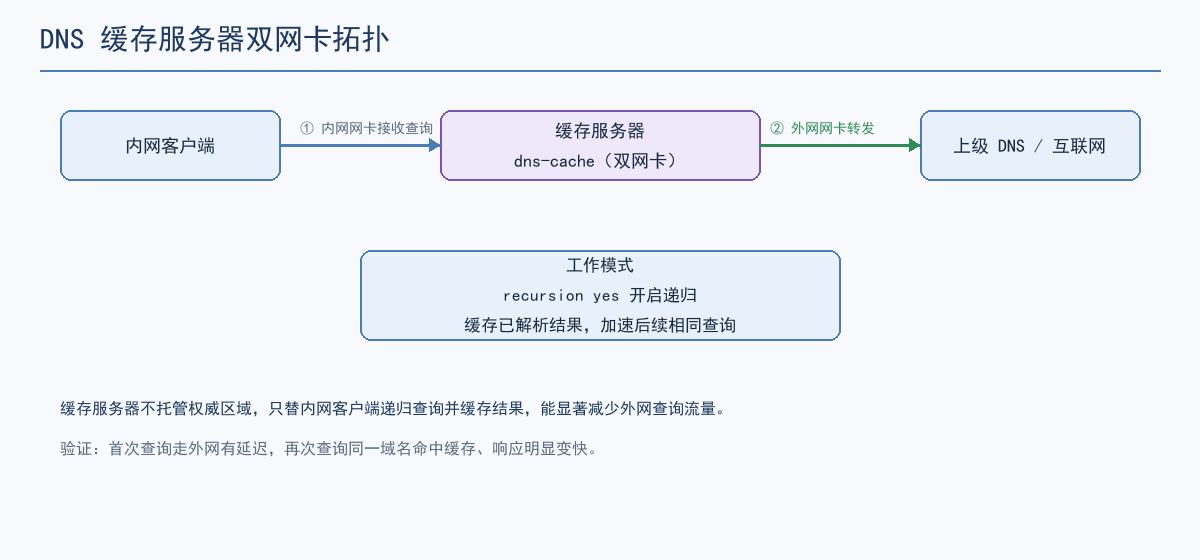 DNS 缓存服务器双网卡拓扑
内网客户端
① 内网网卡接收查询
缓存服务器
dns-cache（双网卡）
② 外网网卡转发
上级 DNS / 互联网
工作模式
recursion yes 开启递归
缓存已解析结果，加速后续相同查询
缓存服务器不托管权威区域，只替内网客户端递归查询并缓存结果，能显著减少外网查询流量。
验证：首次查询走外网有延迟，再次查询同一域名命中缓存、响应明显变快。